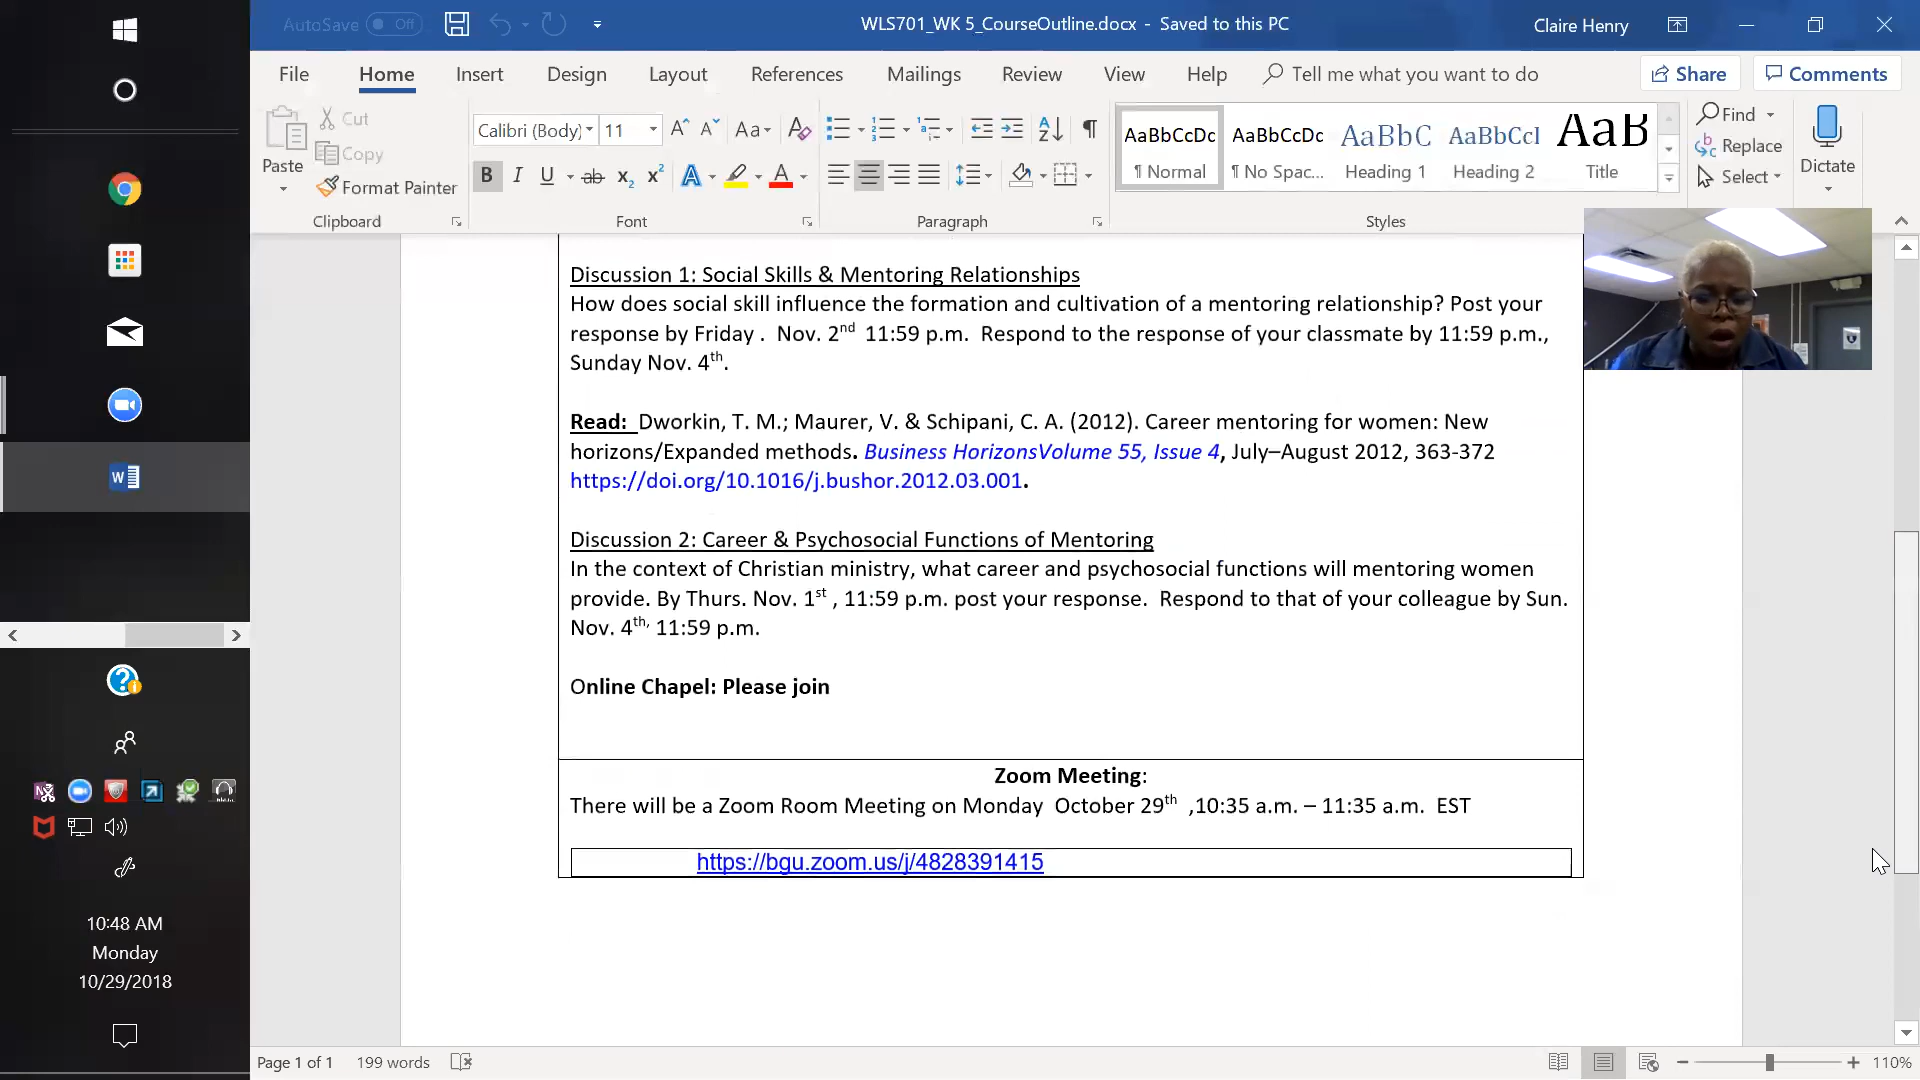 AutoSave Off
WLS701_WK 5_CourseOutline.docx - Saved to this PC
Claire Henry
File Home Insert Design Layout References Mailings Review View Help Tell me what you want to do Share Comments
Paste
Cut
Copy
Format Painter
Clipboard
Calibri (Body) 11
Font
Paragraph
AaBbCcDc AaBbCcDc AaBbC AaBbCcI AaB
¶ Normal ¶ No Spac... Heading 1 Heading 2 Title
Styles
Find
Replace
Select
Dictate
Discussion 1: Social Skills & Mentoring Relationships
How does social skill influence the formation and cultivation of a mentoring relationship? Post your
response by Friday . Nov. 2nd 11:59 p.m. Respond to the response of your classmate by 11:59 p.m.,
Sunday Nov. 4th.
Read: Dworkin, T. M.; Maurer, V. & Schipani, C. A. (2012). Career mentoring for women: New
horizons/Expanded methods. Business HorizonsVolume 55, Issue 4, July–August 2012, 363-372
https://doi.org/10.1016/j.bushor.2012.03.001.
Discussion 2: Career & Psychosocial Functions of Mentoring
In the context of Christian ministry, what career and psychosocial functions will mentoring women
provide. By Thurs. Nov. 1st , 11:59 p.m. post your response. Respond to that of your colleague by Sun.
Nov. 4th, 11:59 p.m.
Online Chapel: Please join
Zoom Meeting:
There will be a Zoom Room Meeting on Monday October 29th ,10:35 a.m. – 11:35 a.m. EST
https://bgu.zoom.us/j/4828391415
10:48 AM
Monday
10/29/2018
Page 1 of 1 199 words
110%